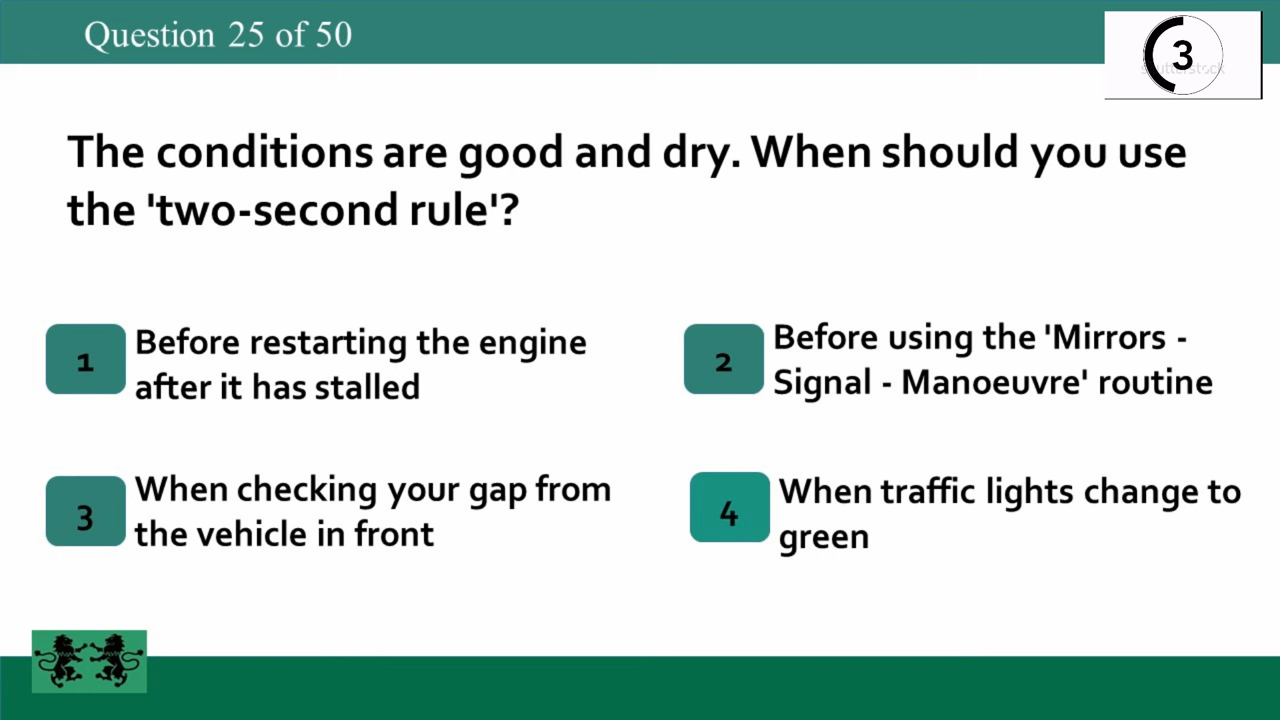 Question 25 of 50
3
shutterstock
The conditions are good and dry. When should you use
the 'two-second rule'?
1
Before restarting the engine
after it has stalled
2
Before using the 'Mirrors -
Signal - Manoeuvre' routine
3
When checking your gap from
the vehicle in front
4
When traffic lights change to
green